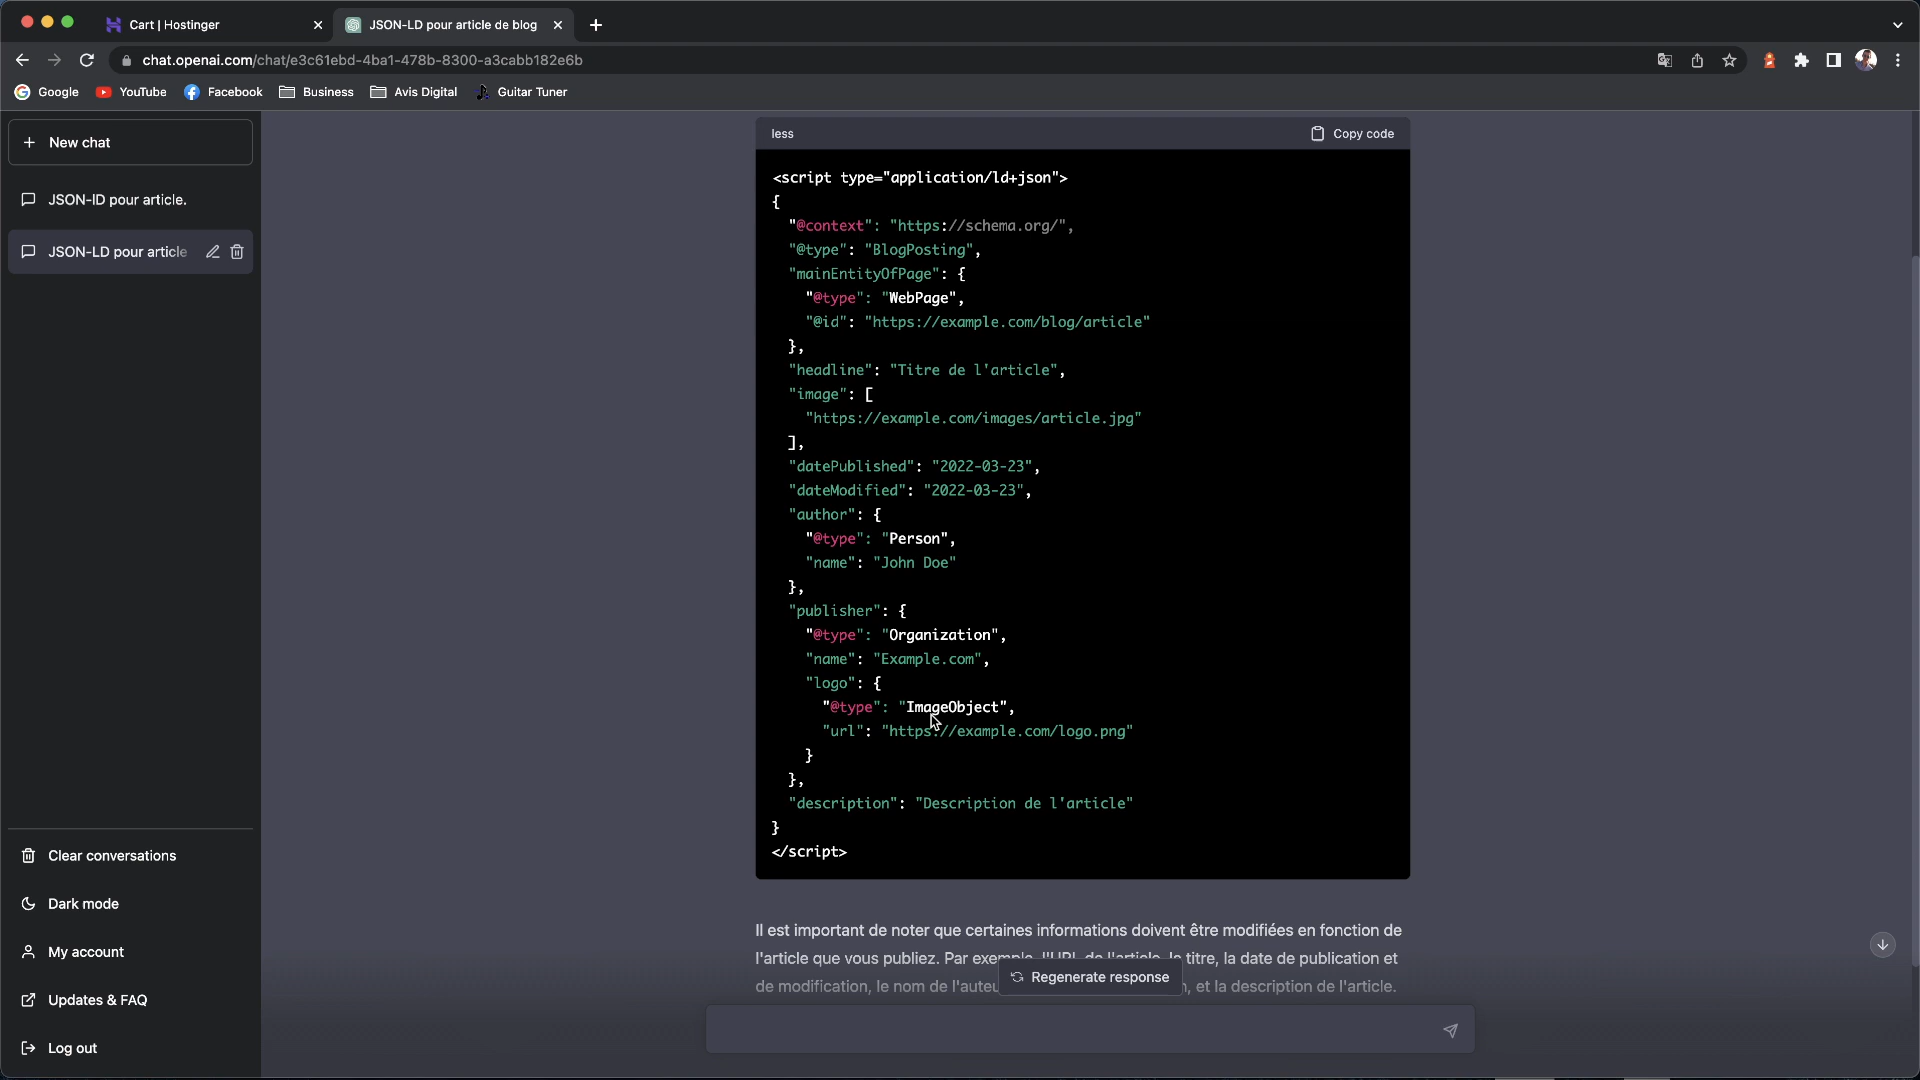 Cart | Hostinger
JSON-LD pour article de blog
chat.openai.com/chat/e3c61ebd-4ba1-478b-8300-a3cabb182e6b
Google YouTube Facebook Business Avis Digital Guitar Tuner
New chat
JSON-lD pour article.
JSON-LD pour article
Clear conversations
Dark mode
My account
Updates & FAQ
Log out
less
Copy code
<script type="application/ld+json">
{
"@context": "https://schema.org/",
"@type": "BlogPosting",
"mainEntityOfPage": {
"@type": "WebPage",
"@id": "https://example.com/blog/article"
},
"headline": "Titre de l'article",
"image": [
"https://example.com/images/article.jpg"
],
"datePublished": "2022-03-23",
"dateModified": "2022-03-23",
"author": {
"@type": "Person",
"name": "John Doe"
},
"publisher": {
"@type": "Organization",
"name": "Example.com",
"logo": {
"@type": "ImageObject",
"url": "https://example.com/logo.png"
}
},
"description": "Description de l'article"
}
</script>
Il est important de noter que certaines informations doivent être modifiées en fonction de
l'article que vous publiez. Par exemple, l'URL de l'article, le titre, la date de publication et
de modification, le nom de l'auteu , et la description de l'article.
Regenerate response